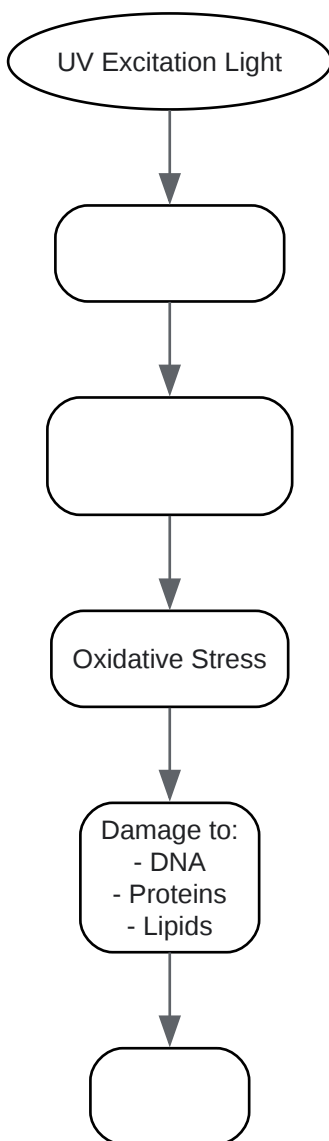 UV Excitation Light
Oxidative Stress
Damage to:
- DNA
- Proteins
- Lipids